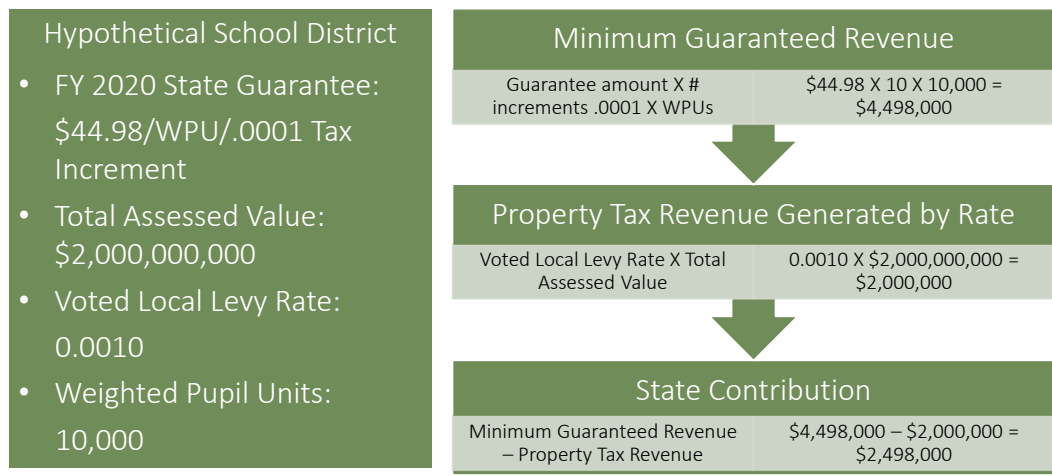 Hypothetical School District
• FY 2020 State Guarantee:
$44.98/WPU/.0001 Tax
Increment
• Total Assessed Value:
$2,000,000,000
• Voted Local Levy Rate:
0.0010
• Weighted Pupil Units:
10,000
Minimum Guaranteed Revenue
Guarantee amount X #
increments .0001 X WPUs
$44.98 X 10 X 10,000 =
$4,498,000
Property Tax Revenue Generated by Rate
Voted Local Levy Rate X Total
Assessed Value
0.0010 X $2,000,000,000 =
$2,000,000
State Contribution
Minimum Guaranteed Revenue
– Property Tax Revenue
$4,498,000 – $2,000,000 =
$2,498,000